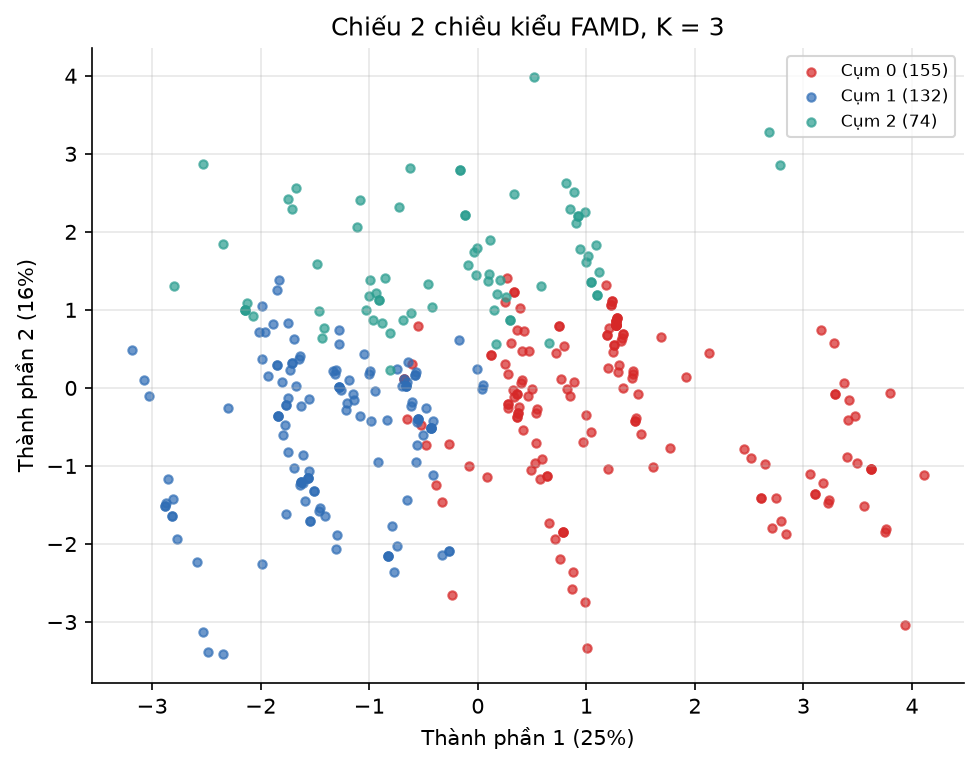 Chiếu 2 chiều kiểu FAMD, K = 3
Cụm 0 (155)
Cụm 1 (132)
Cụm 2 (74)
Thành phần 2 (16%)
4
3
2
1
0
−1
−2
−3
−3
−2
−1
0
1
2
3
4
Thành phần 1 (25%)